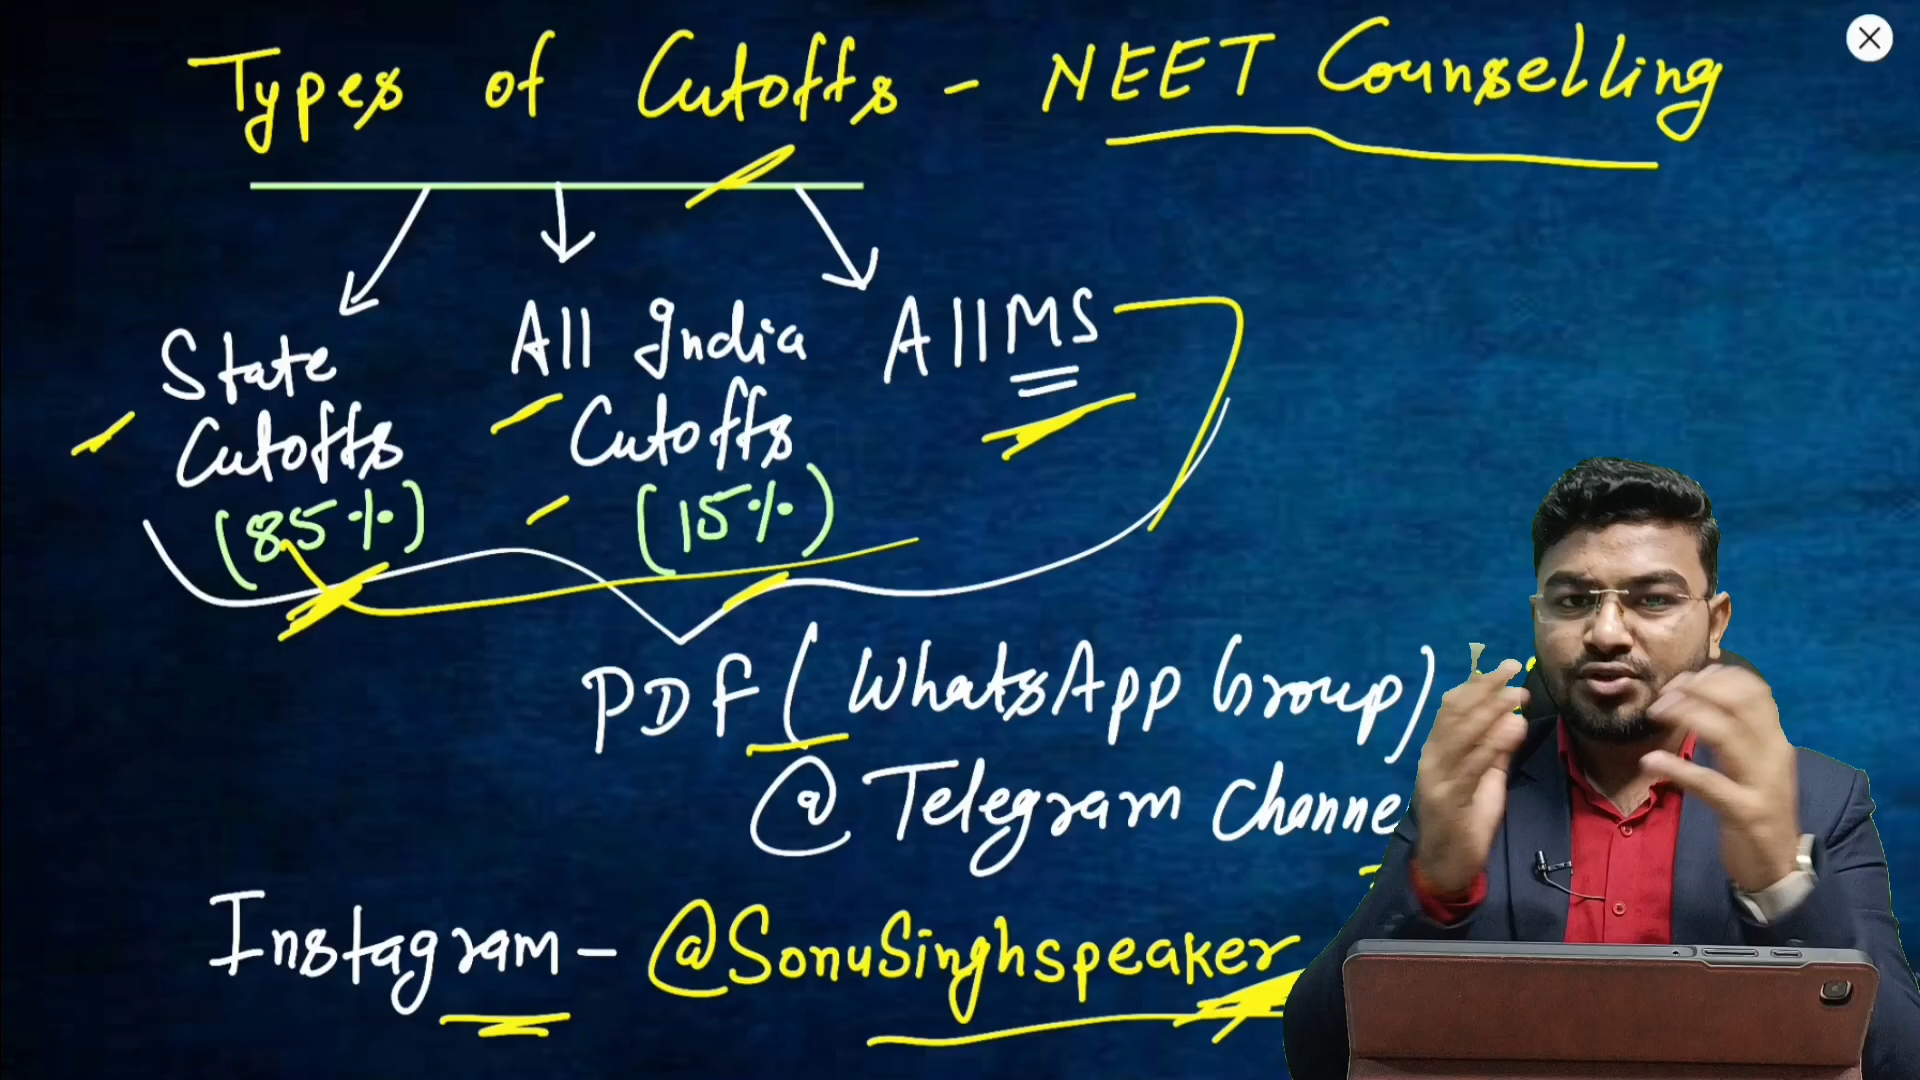 Types of Cutoffs - NEET Counselling
State Cutoffs (85%)
All India Cutoffs (15%)
AIIMS
PDF (WhatsApp Group)
@ Telegram Channe
Instagram - @SonuSinghspeaker